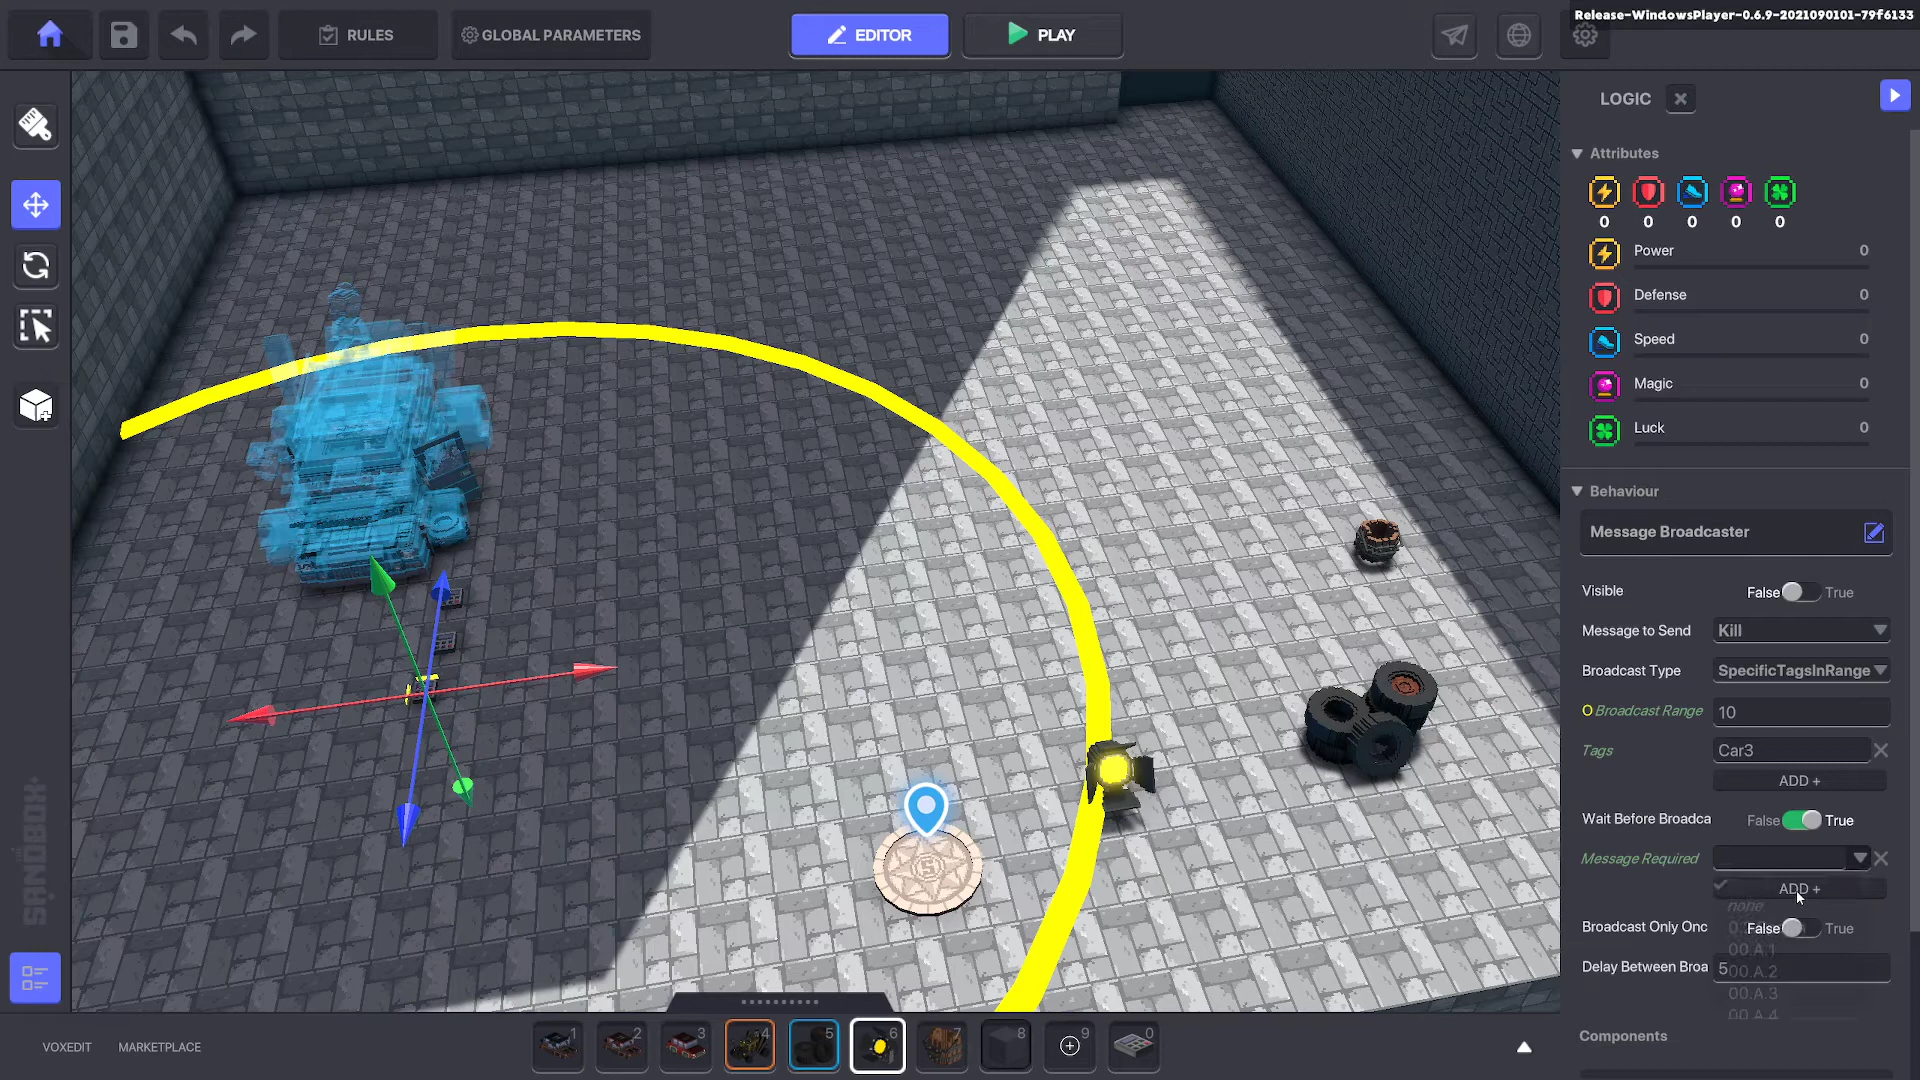 Release-WindowsPlayer-0.6.9-2021090101-79f6133
RULES
GLOBAL PARAMETERS
EDITOR
PLAY
LOGIC
Attributes
0 0 0 0 0
Power 0
Defense 0
Speed 0
Magic 0
Luck 0
Behaviour
Message Broadcaster
Visible False True
Message to Send Kill
Broadcast Type SpecificTagsInRange
Broadcast Range 10
Tags Car3
ADD +
Wait Before Broadca False True
Message Required
ADD +
none
Broadcast Only Onc False True
00.A.1
Delay Between Broa 5
00.A.2
00.A.3
00.A.4
Components
SANDBOX
VOXEDIT MARKETPLACE
1 2 3 4 5 6 7 8 9 0